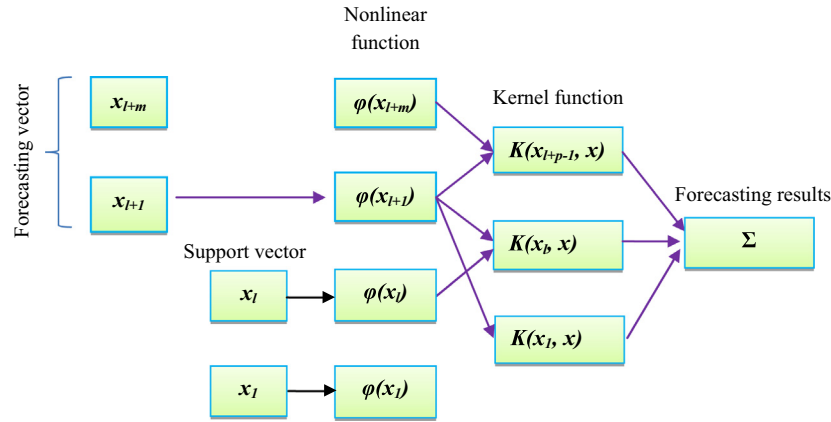 Nonlinear
function
Forecasting vector
x_{l+m}
φ(x_{l+m})
Kernel function
K(x_{l+p-1}, x)
x_{l+1}
φ(x_{l+1})
Forecasting results
K(x_b, x)
Σ
Support vector
x_l
φ(x_l)
K(x_1, x)
x_1
φ(x_1)